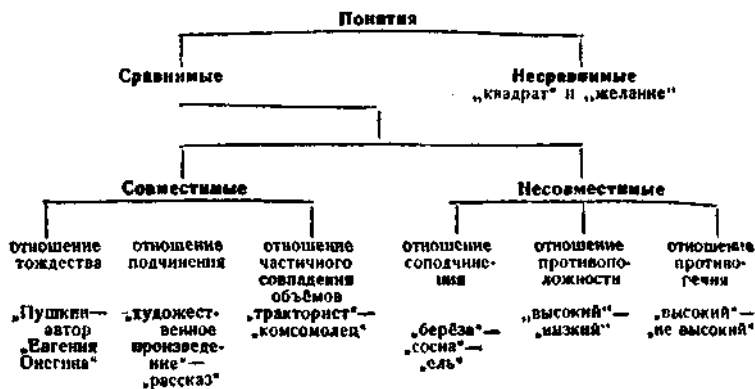 Понятия
Сравнимые
Несравнимые
„квадрат“ и „желание“
Совместимые
Несовместимые
отношение
тождества
отношение
подчинения
отношение
частичного
совпадения
объёмов
отношение
соподчине-
ния
отношение
противопо-
ложности
отношение
противо-
речия
„Пушкин—
автор
„Евгения
Онегина“
„художест-
венное
произведе-
ние“—
„рассказ“
„тракторист“—
„комсомолец“
„берёза“—
„сосна“—
„ель“
„высокий“—
„низкий“
„высокий“—
„не высокий“